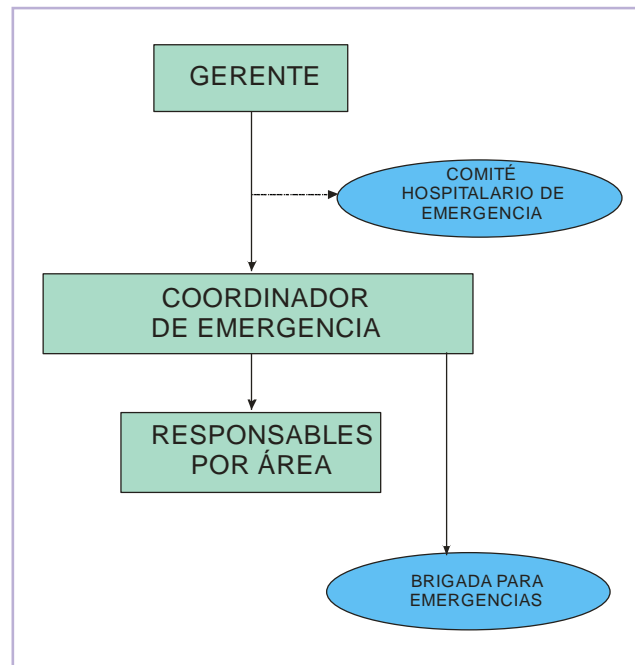 GERENTE
COMITÉ
HOSPITALARIO DE
EMERGENCIA
COORDINADOR
DE EMERGENCIA
RESPONSABLES
POR ÁREA
BRIGADA PARA
EMERGENCIAS